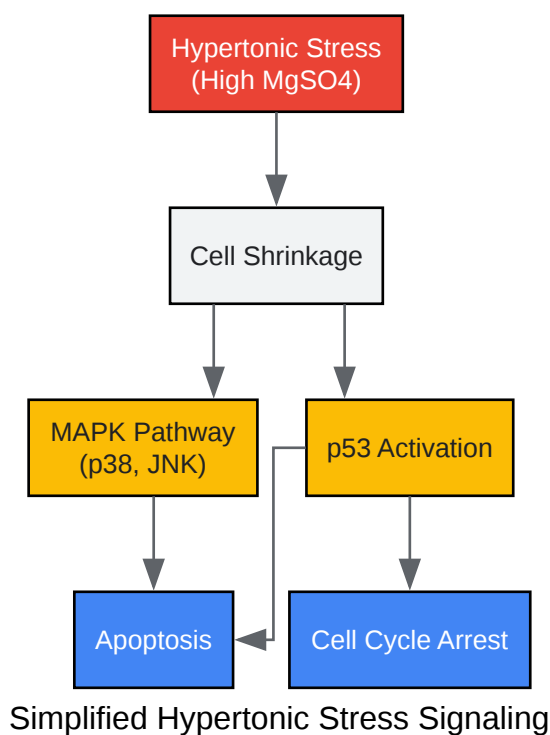 Hypertonic Stress
(High MgSO4)
Cell Shrinkage
MAPK Pathway
(p38, JNK)
p53 Activation
Apoptosis
Cell Cycle Arrest
Simplified Hypertonic Stress Signaling